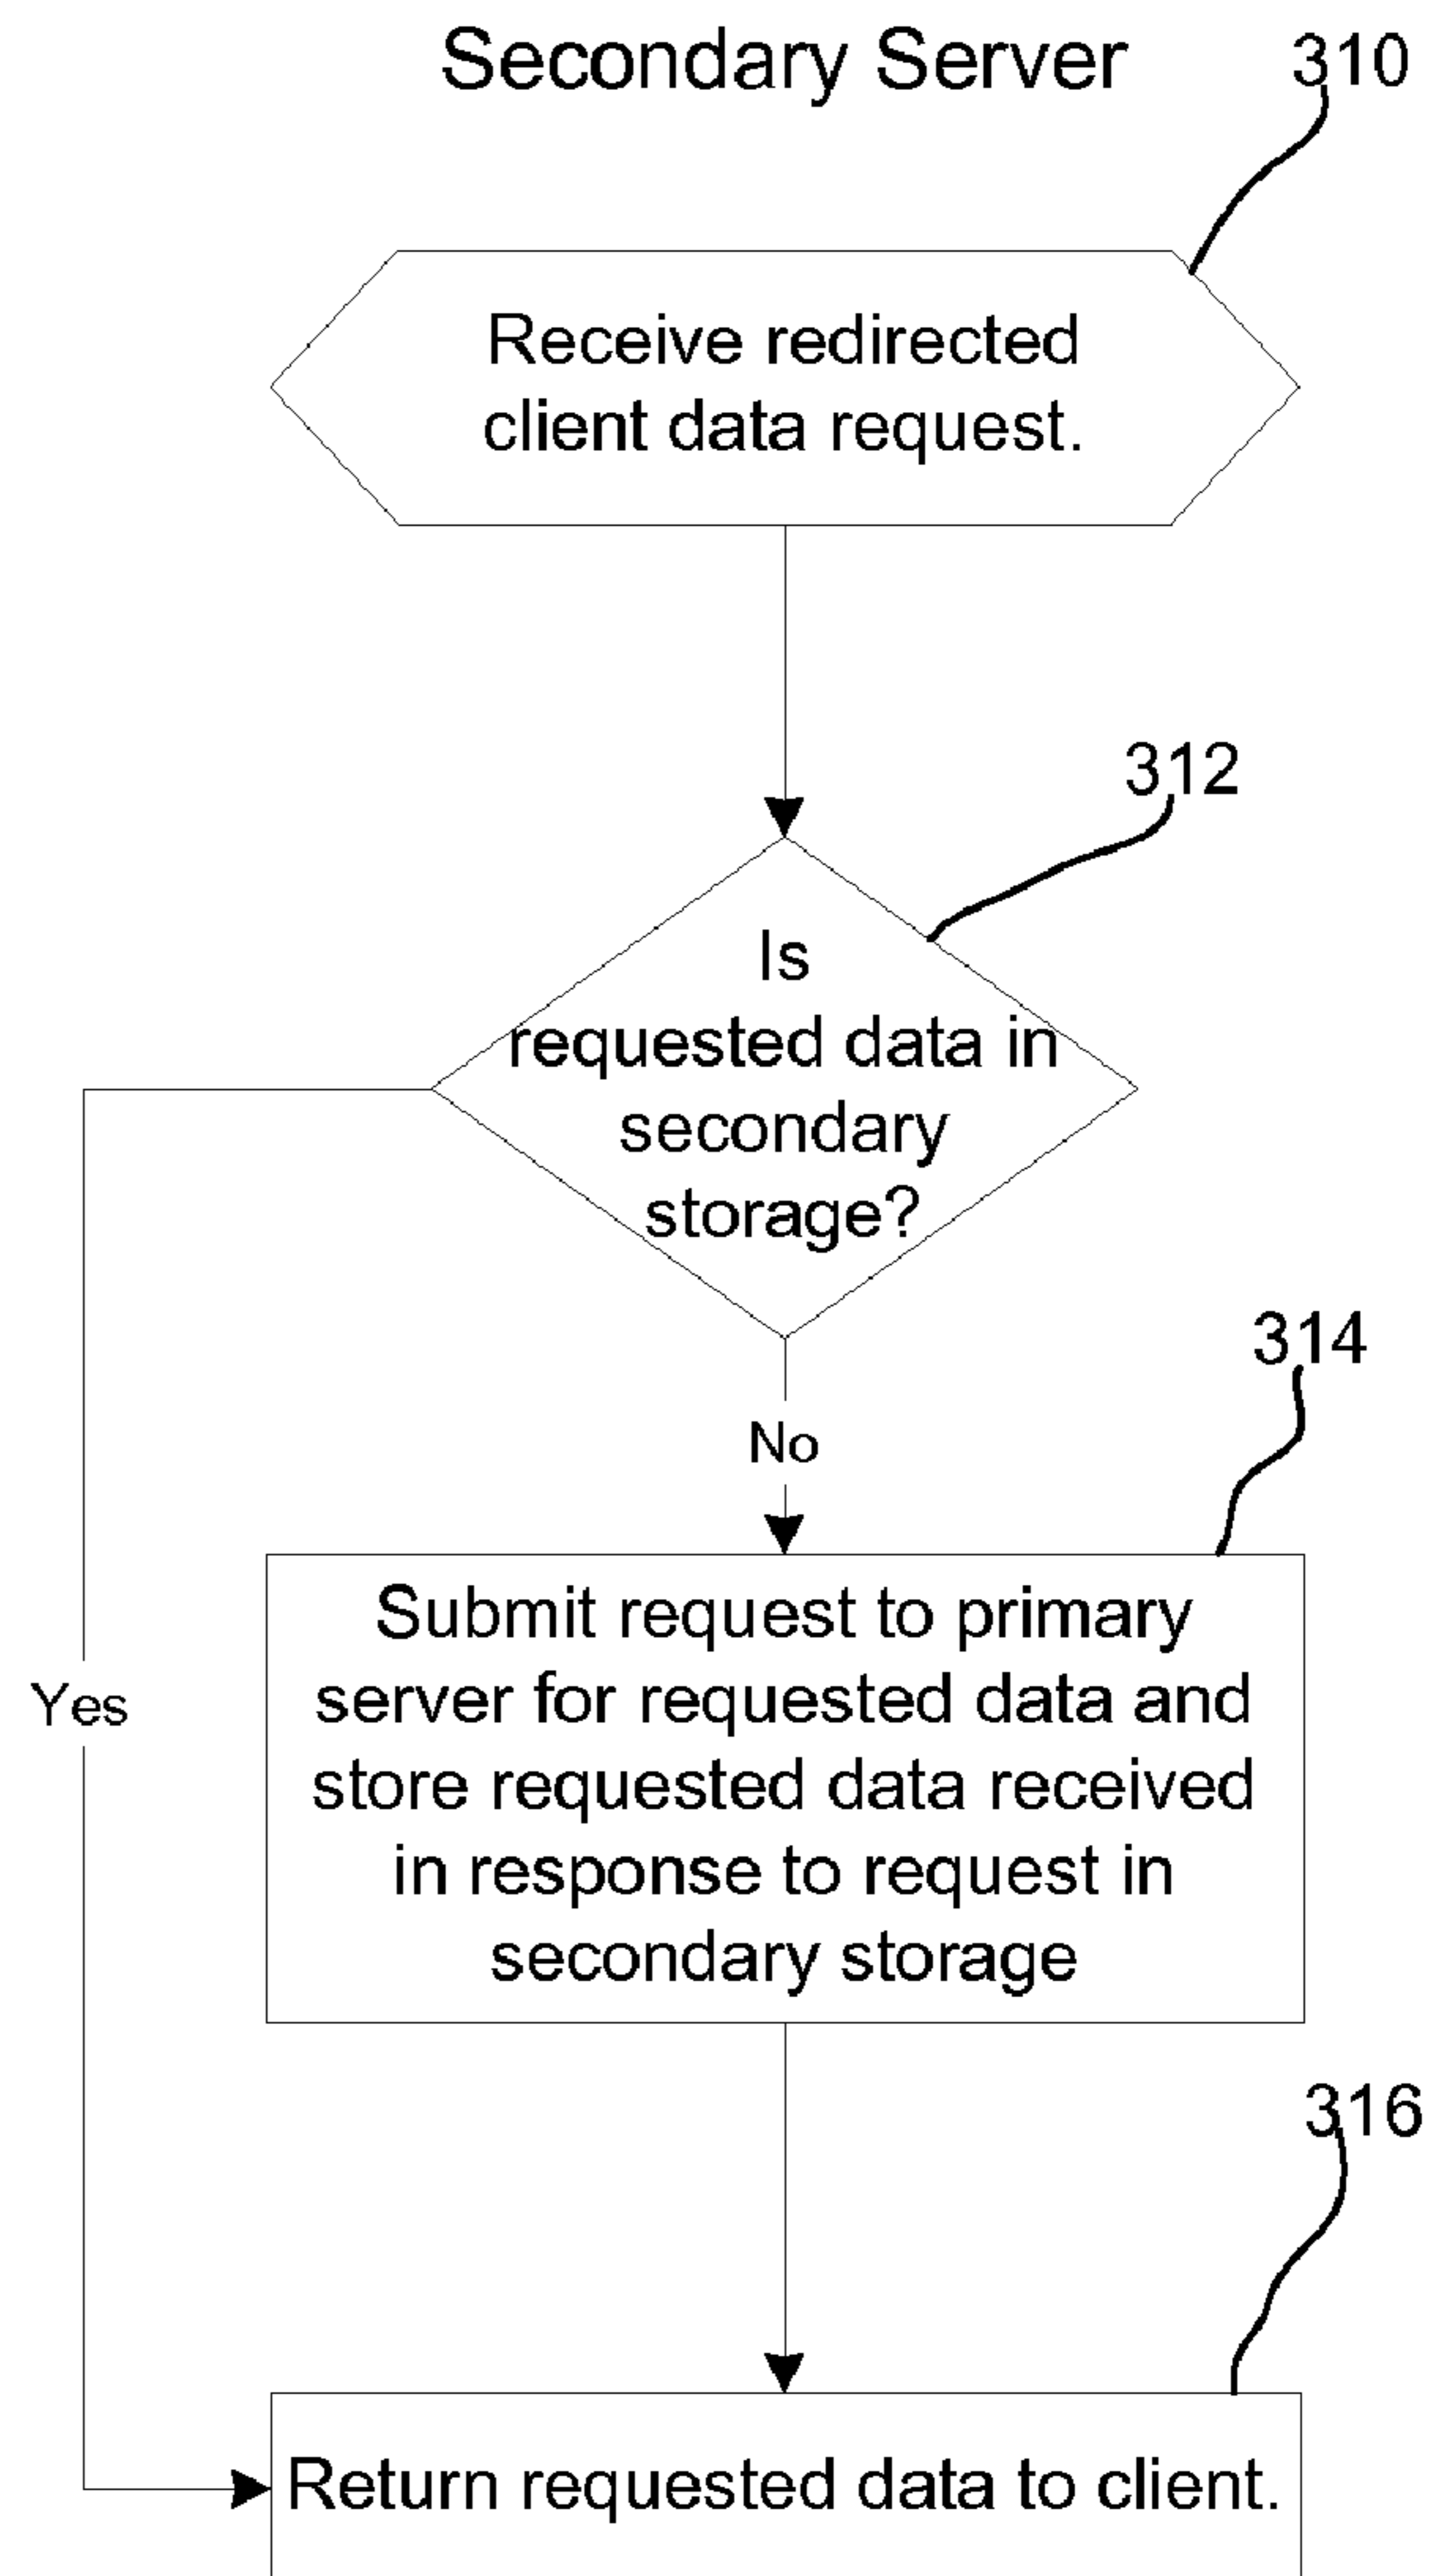 Secondary Server
310
Receive redirected
client data request.
312
Is
requested data in
secondary
storage?
314
No
Submit request to primary
server for requested data and
store requested data received
in response to request in
secondary storage
Yes
316
Return requested data to client.